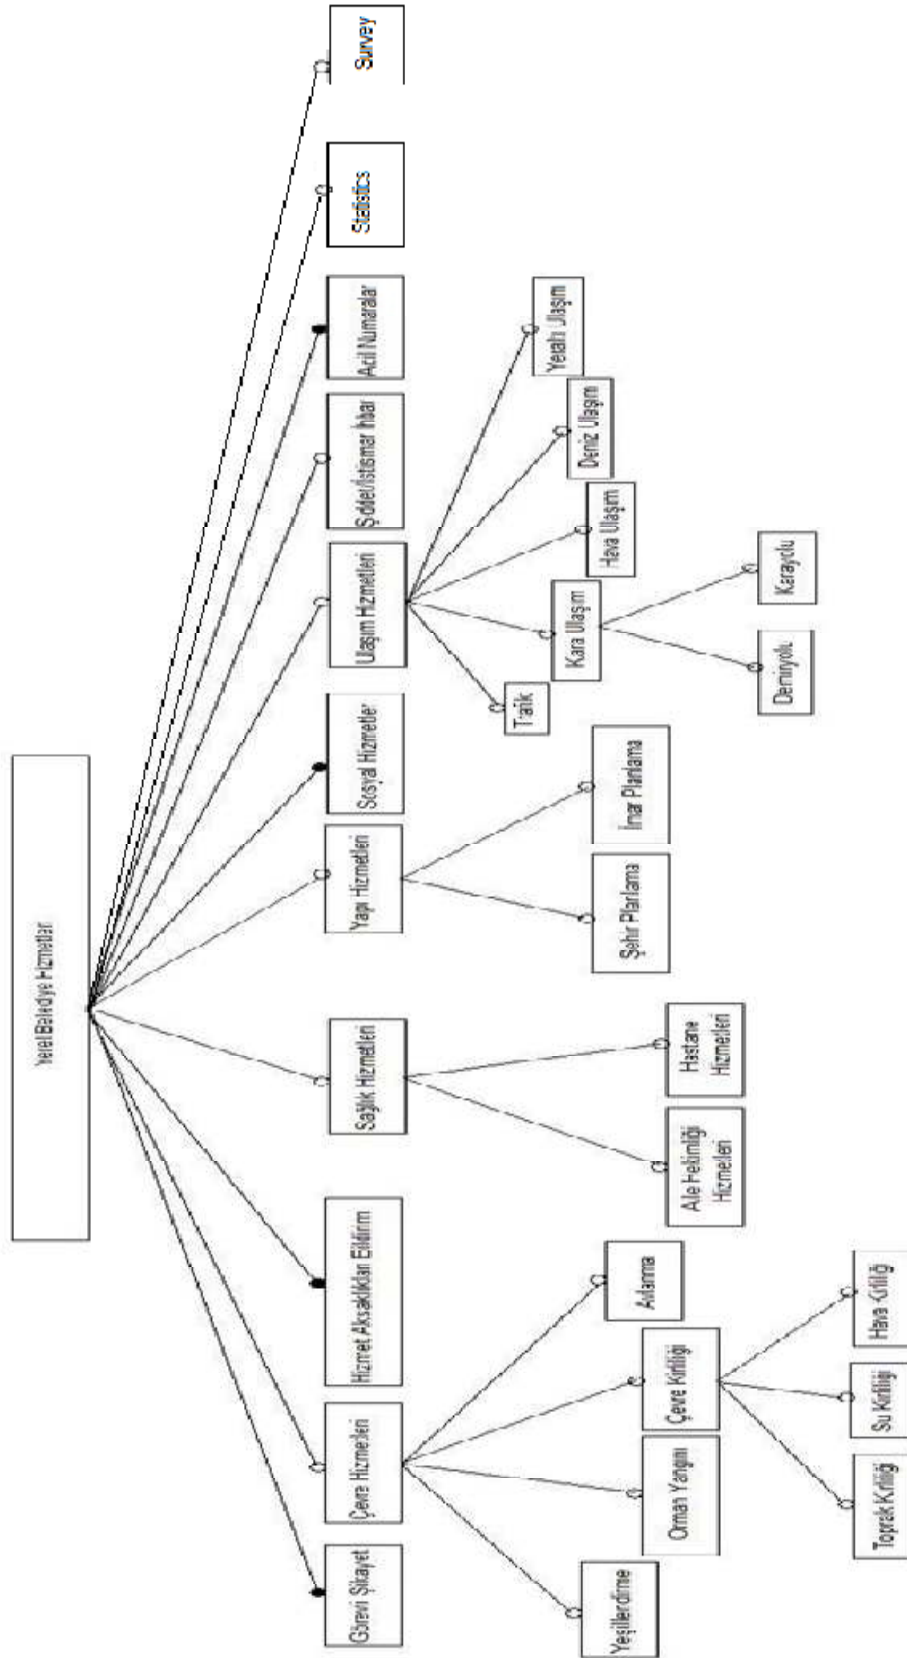 Yerel Belediye Hizmetleri
Görevli Şikayet
Çevre Hizmetleri
Hizmet Aksaklıkları Bildirim
Sağlık Hizmetleri
Yapı Hizmetleri
Sosyal Hizmetler
Ulaşım Hizmetleri
Şiddet/İstismar İhbar
Acil Numaralar
Statistics
Survey
Yeşillendirme
Orman Yangını
Çevre Kirliliği
Avlanma
Aile Hekimliği
Hizmetleri
Hastane
Hizmetleri
Şehir Planlama
İmar Planlama
Trafik
Kara Ulaşım
Hava Ulaşım
Deniz Ulaşım
Yeraltı Ulaşım
Toprak Kirliliği
Su Kirliliği
Hava Kirliliği
Demiryolu
Karayolu